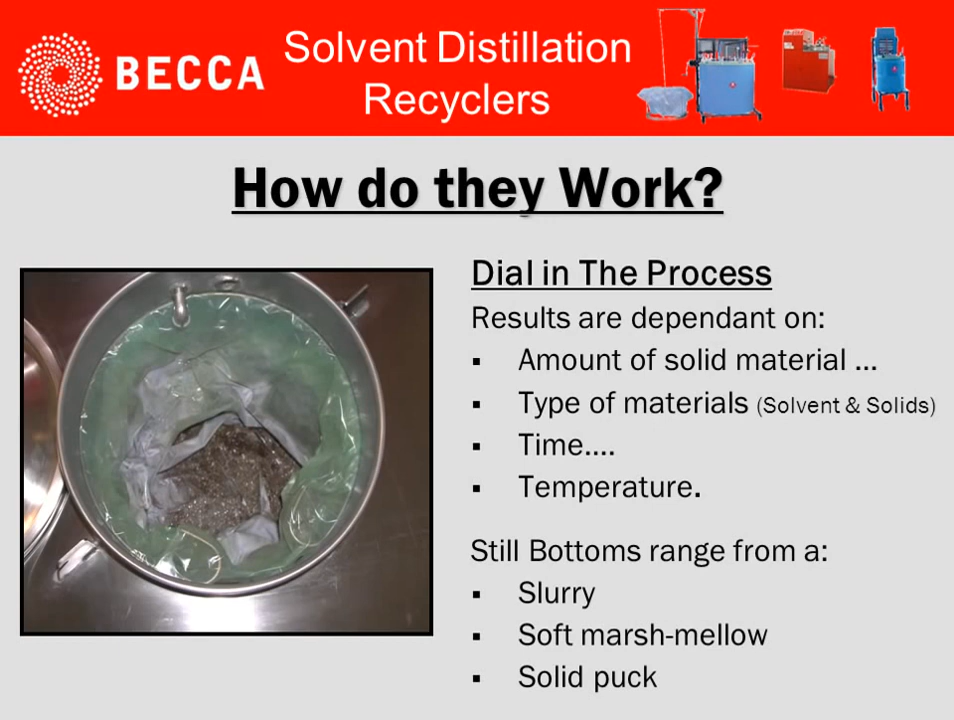 BECCA
Solvent Distillation
Recyclers
How do they Work?
Dial in The Process
Results are dependant on:
▪ Amount of solid material ...
▪ Type of materials (Solvent & Solids)
▪ Time....
▪ Temperature.
Still Bottoms range from a:
▪ Slurry
▪ Soft marsh-mellow
▪ Solid puck